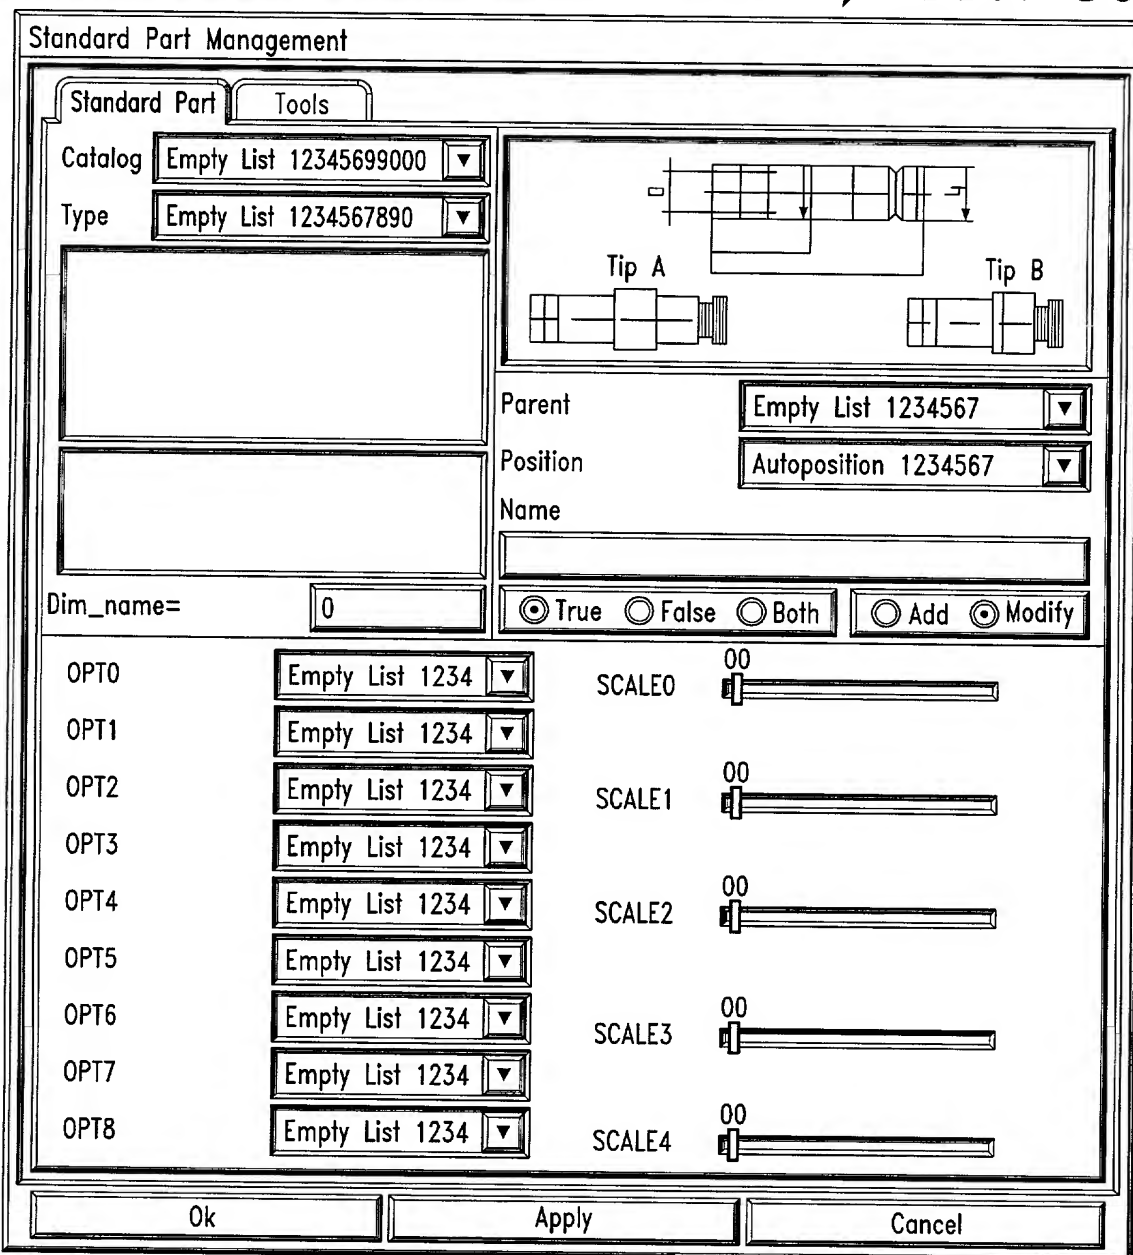 Standard Part Management
Standard Part Tools
Catalog Empty List 12345699000
Type Empty List 1234567890
Tip A Tip B
Parent Empty List 1234567
Position Autoposition 1234567
Name
Dim_name= 0
True False Both Add Modify
OPT0 Empty List 1234
SCALE0 00
OPT1 Empty List 1234
OPT2 Empty List 1234
SCALE1 00
OPT3 Empty List 1234
OPT4 Empty List 1234
SCALE2 00
OPT5 Empty List 1234
OPT6 Empty List 1234
SCALE3 00
OPT7 Empty List 1234
OPT8 Empty List 1234
SCALE4 00
Ok Apply Cancel